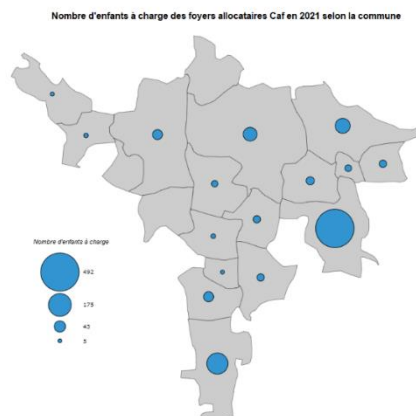 Nombre d'enfants à charge des foyers allocataires Caf en 2021 selon la commune
Nombre d'enfants à charge
492
175
43
5